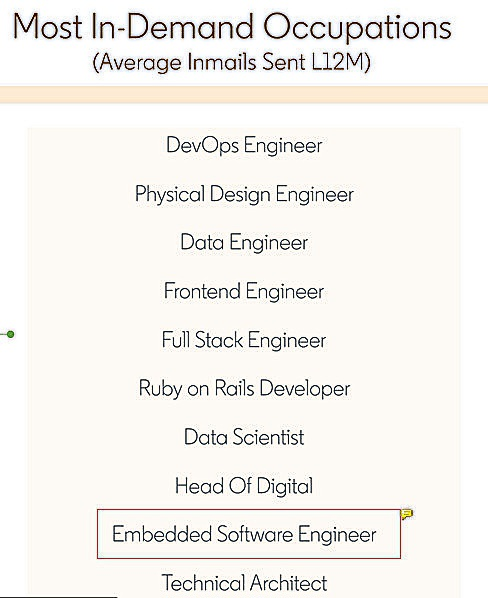 Most In-Demand Occupations
(Average Inmails Sent L12M)
DevOps Engineer
Physical Design Engineer
Data Engineer
Frontend Engineer
Full Stack Engineer
Ruby on Rails Developer
Data Scientist
Head Of Digital
Embedded Software Engineer
Technical Architect